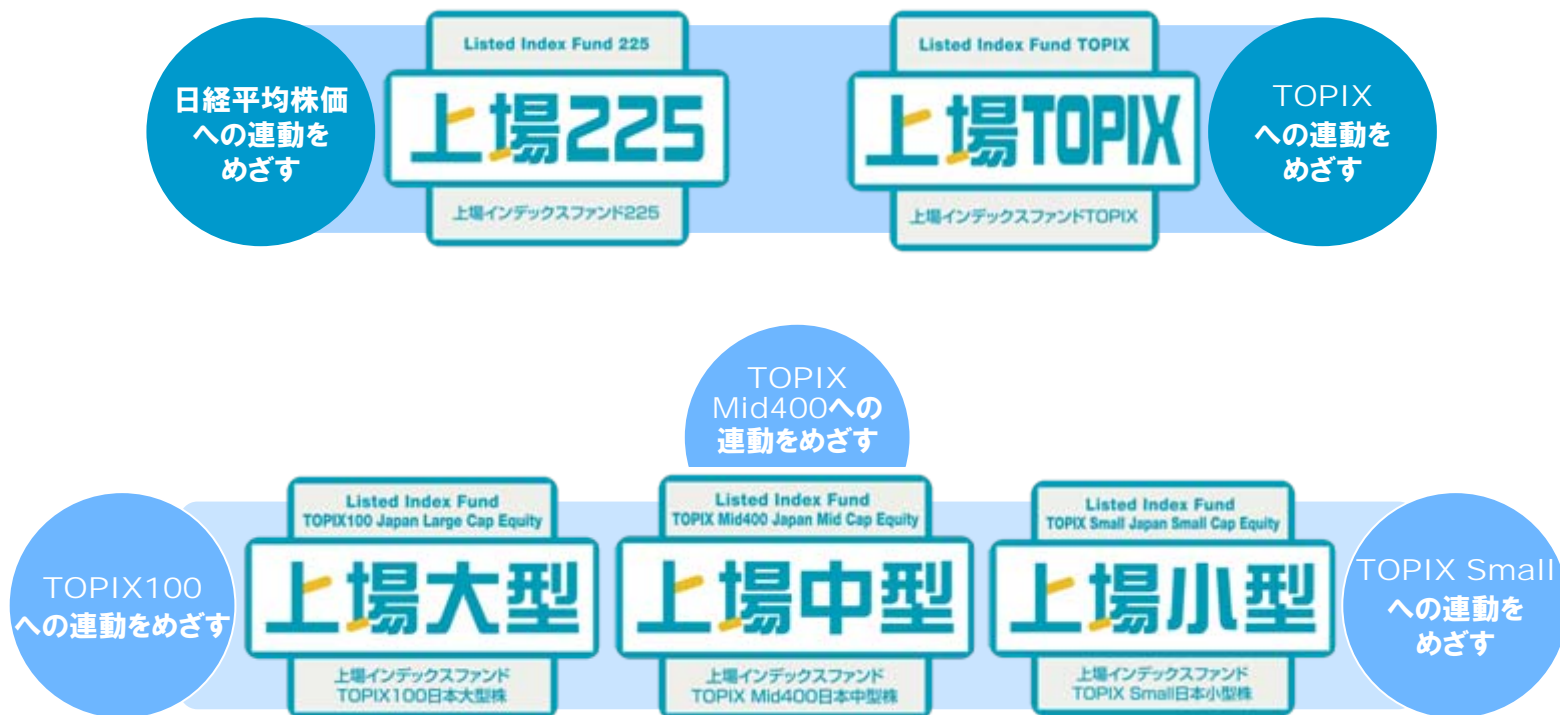 日経平均株価
への連動を
めざす
Listed Index Fund 225
上場225
上場インデックスファンド225
Listed Index Fund TOPIX
上場TOPIX
上場インデックスファンドTOPIX
TOPIX
への連動を
めざす
TOPIX
Mid400への
連動をめざす
TOPIX100
への連動をめざす
Listed Index Fund
TOPIX100 Japan Large Cap Equity
上場大型
上場インデックスファンド
TOPIX100日本大型株
Listed Index Fund
TOPIX Mid400 Japan Mid Cap Equity
上場中型
上場インデックスファンド
TOPIX Mid400日本中型株
Listed Index Fund
TOPIX Small Japan Small Cap Equity
上場小型
上場インデックスファンド
TOPIX Small日本小型株
TOPIX Small
への連動を
めざす